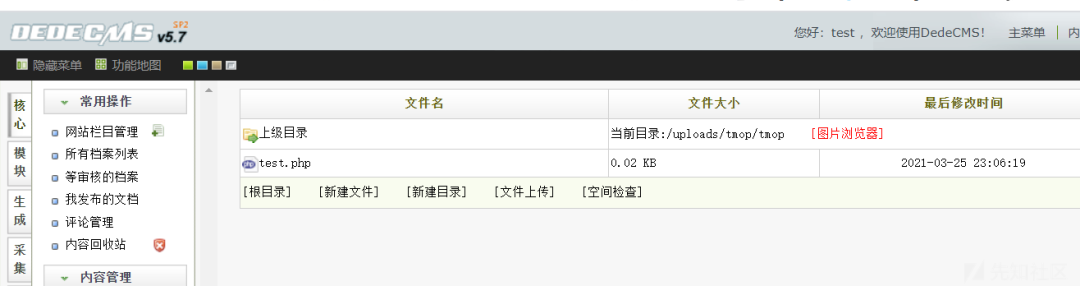 DEDECMS v5.7 SP2
您好：test ，欢迎使用DedeCMS！ 主菜单 | 内
隐藏菜单 功能地图
核心
模块
生成
采集
常用操作
网站栏目管理
所有档案列表
等审核的档案
我发布的文档
评论管理
内容回收站
内容管理
文件名 文件大小 最后修改时间
上级目录 当前目录:/uploads/tmop/tmop [图片浏览器]
test.php 0.02 KB 2021-03-25 23:06:19
[根目录] [新建文件] [新建目录] [文件上传] [空间检查]
先知社区